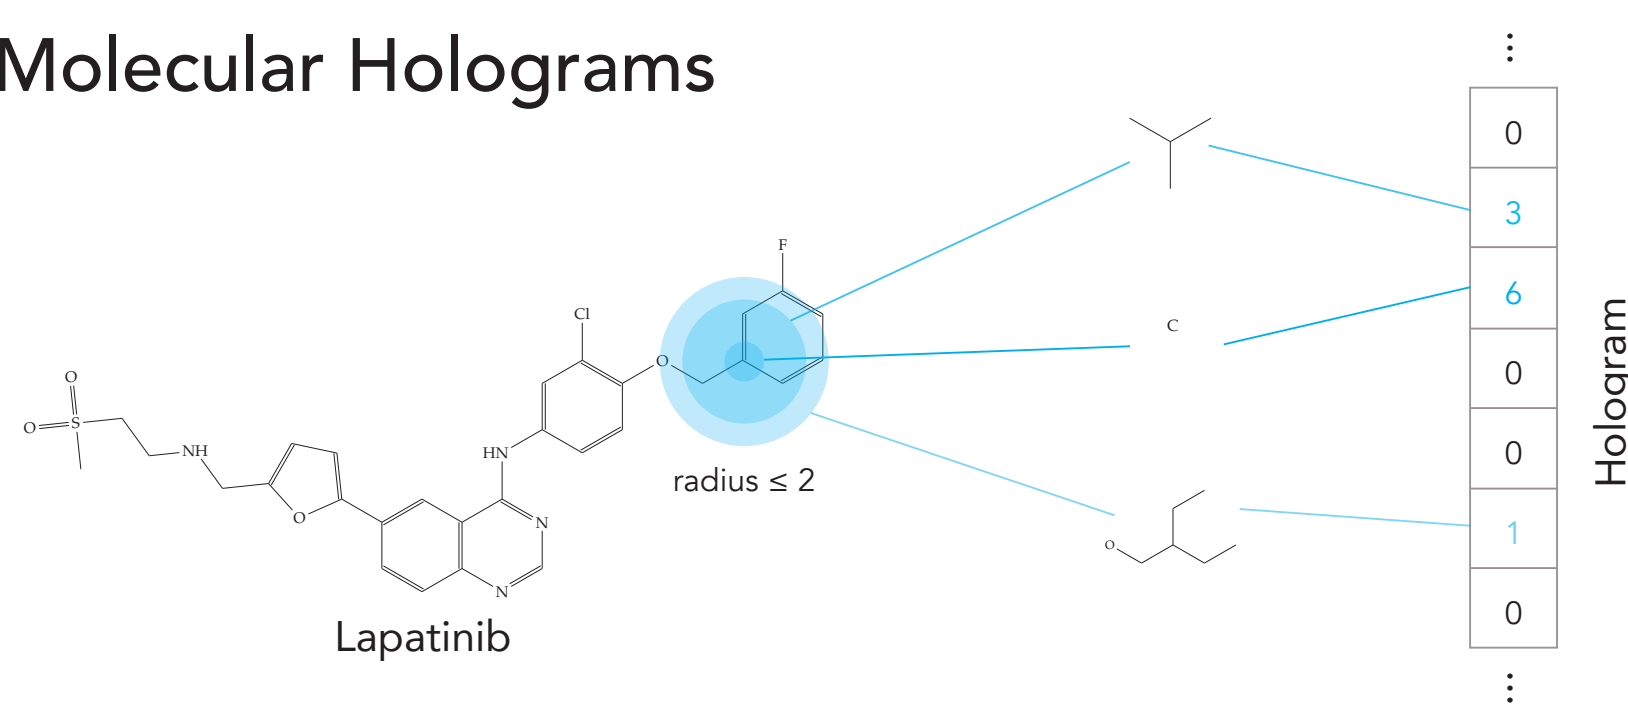 Molecular Holograms
⋮
0
3
6
0
0
1
0
⋮
Hologram
F
Cl
O
C
O
O
S
NH
HN
O
N
N
radius ≤ 2
O
Lapatinib